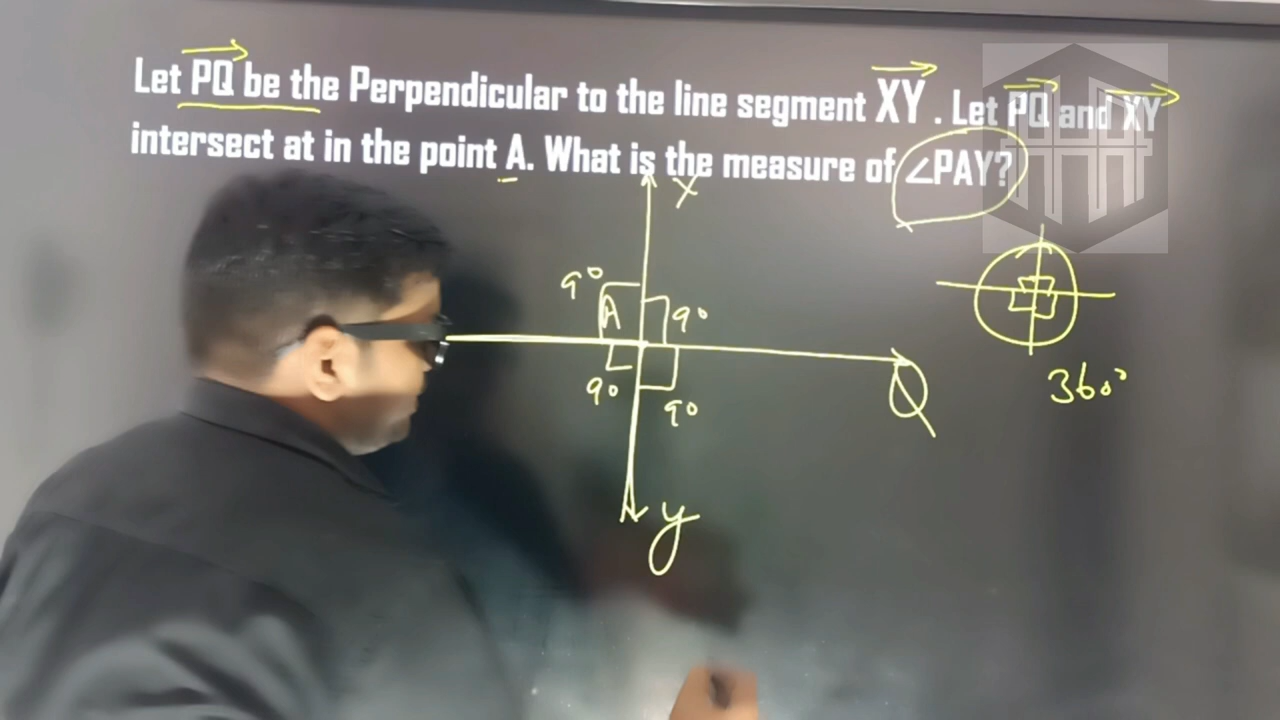 Let PQ be the Perpendicular to the line segment XY . Let PQ and XY
intersect at in the point A. What is the measure of ∠PAY?
X
90
A
90
90
90
Q
360°
y